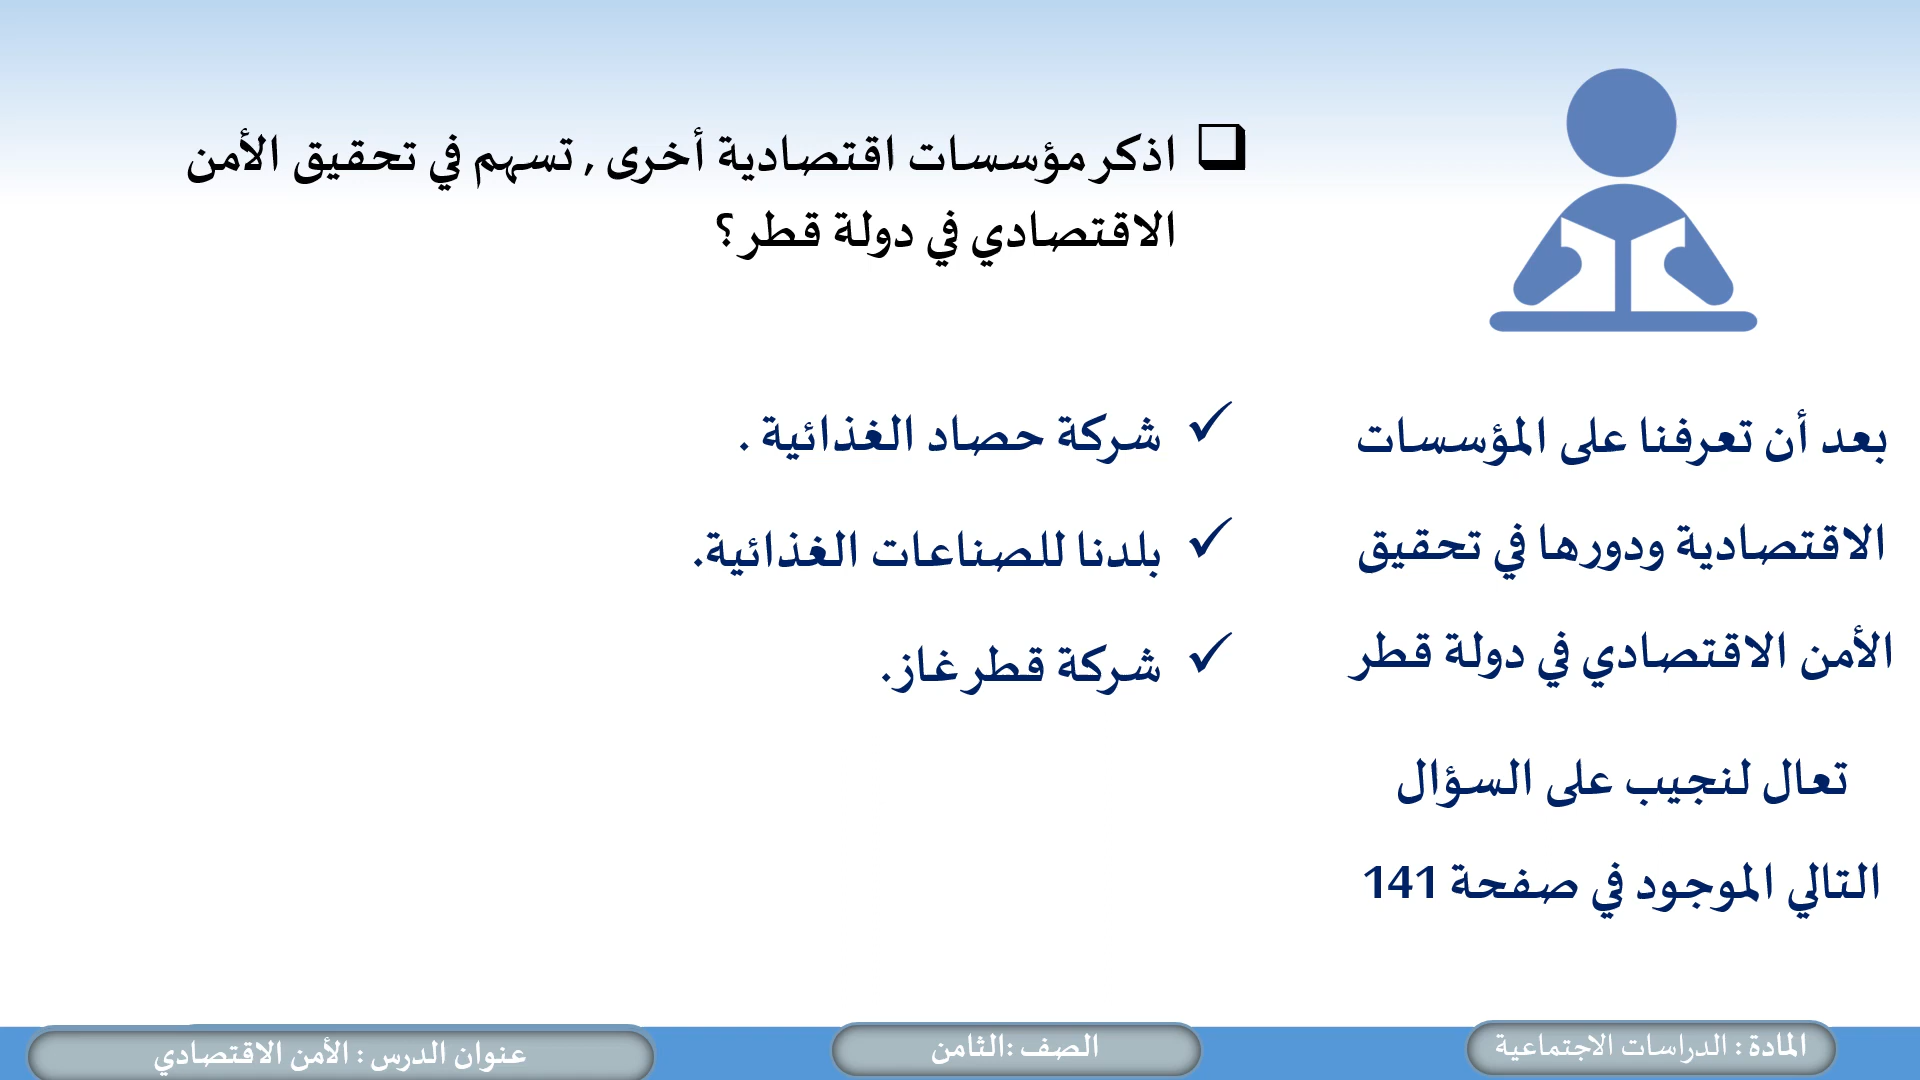 اذكر مؤسسات اقتصادية أخرى , تسهم في تحقيق الأمن
الاقتصادي في دولة قطر ؟
بعد أن تعرفنا على المؤسسات
الاقتصادية ودورها في تحقيق
الأمن الاقتصادي في دولة قطر
تعال لنجيب على السؤال
التالي الموجود في صفحة 141
شركة حصاد الغذائية .
بلدنا للصناعات الغذائية.
شركة قطر غاز.
المادة : الدراسات الاجتماعية
الصف :الثامن
عنوان الدرس : الأمن الاقتصادي